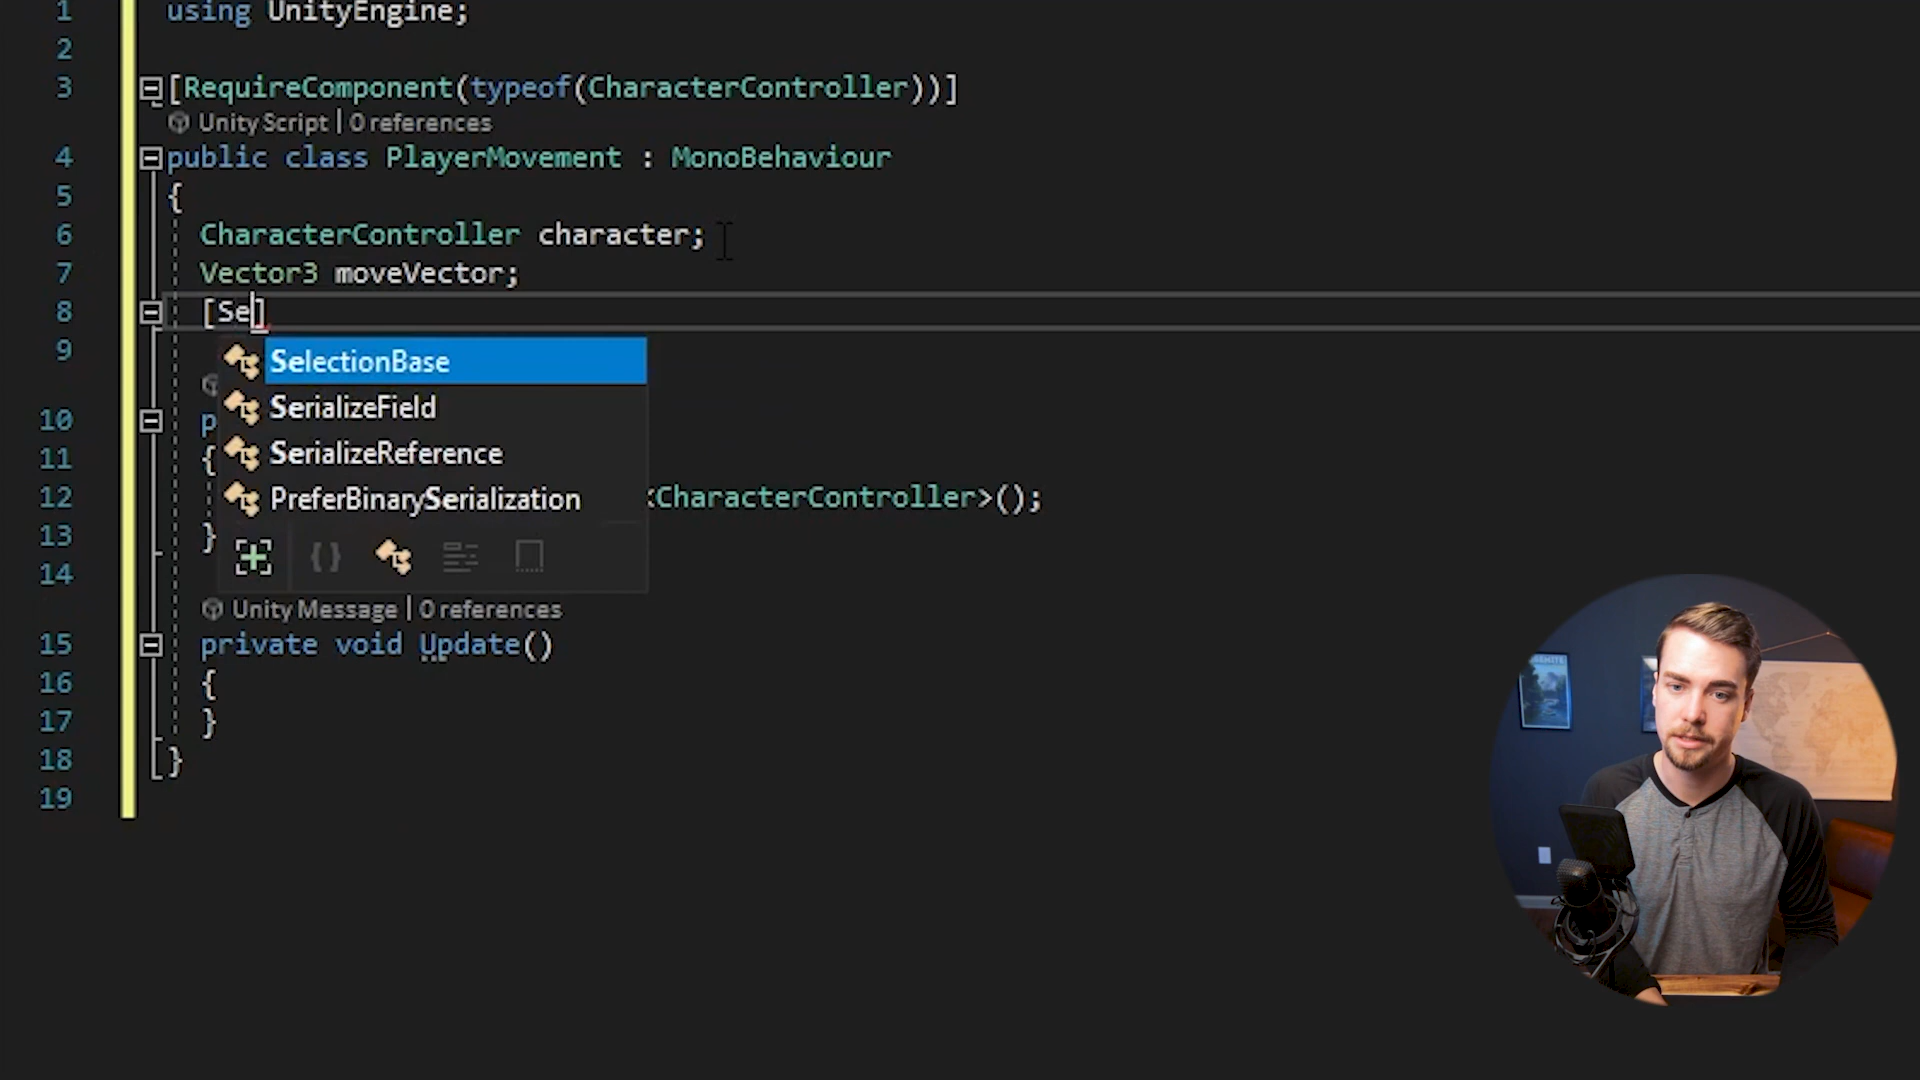 1 using UnityEngine;
2
3 [RequireComponent(typeof(CharacterController))]
Unity Script | 0 references
4 public class PlayerMovement : MonoBehaviour
5 {
6 CharacterController character;
7 Vector3 moveVector;
8 [Se]
9
SelectionBase
SerializeField
SerializeReference
PreferBinarySerialization
10 p
11 {
12 <CharacterController>();
13 }
14
Unity Message | 0 references
15 private void Update()
16 {
17 }
18 }
19